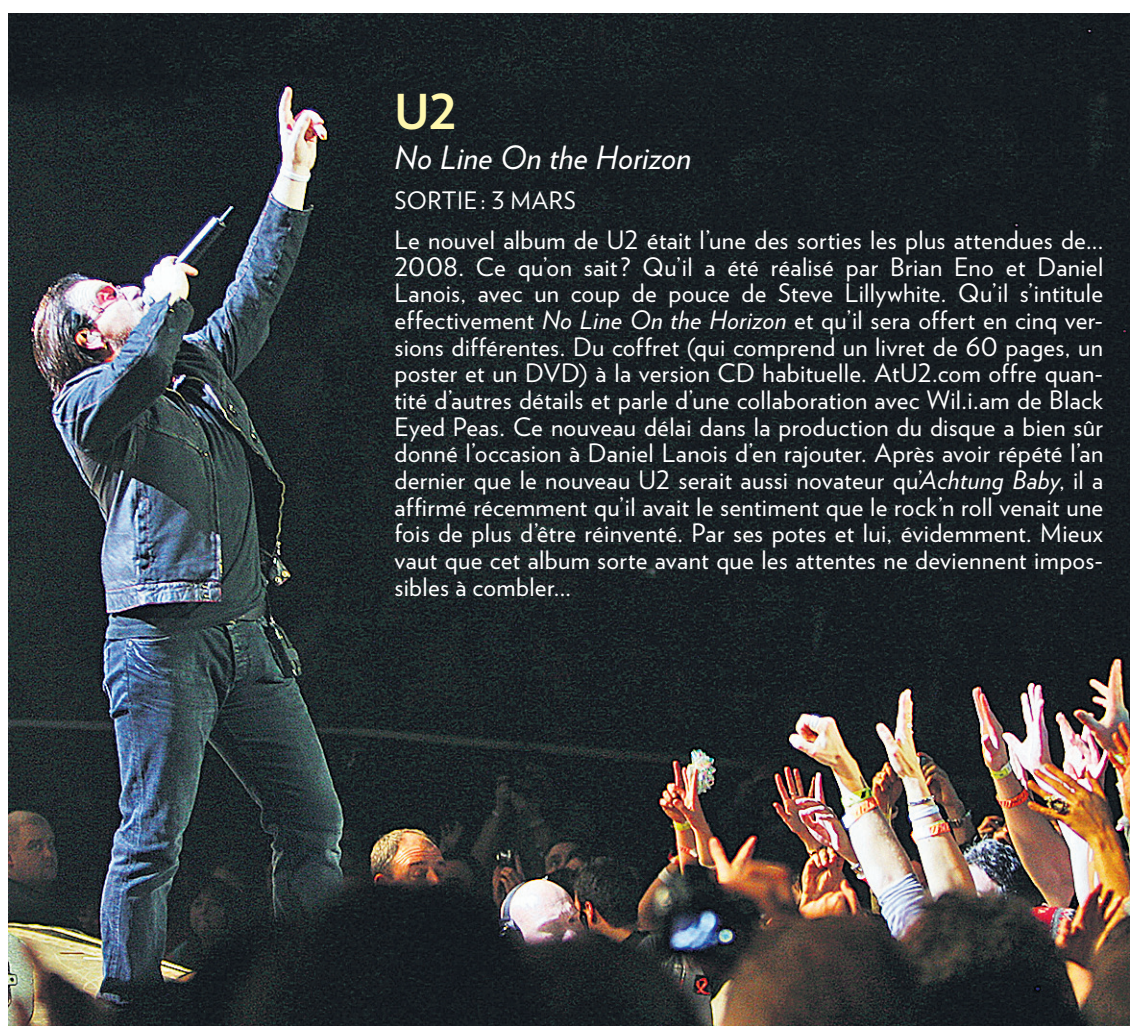 U2
No Line On the Horizon
SORTIE : 3 MARS
Le nouvel album de U2 était l’une des sorties les plus attendues de...
2008. Ce qu’on sait? Qu’il a été réalisé par Brian Eno et Daniel
Lanois, avec un coup de pouce de Steve Lillywhite. Qu’il s’intitule
effectivement No Line On the Horizon et qu’il sera offert en cinq ver-
sions différentes. Du coffret (qui comprend un livret de 60 pages, un
poster et un DVD) à la version CD habituelle. AtU2.com offre quan-
tité d’autres détails et parle d’une collaboration avec Wil.i.am de Black
Eyed Peas. Ce nouveau délai dans la production du disque a bien sûr
donné l’occasion à Daniel Lanois d’en rajouter. Après avoir répété l’an
dernier que le nouveau U2 serait aussi novateur qu’Achtung Baby, il a
affirmé récemment qu’il avait le sentiment que le rock’n roll venait une
fois de plus d’être réinventé. Par ses potes et lui, évidemment. Mieux
vaut que cet album sorte avant que les attentes ne deviennent impos-
sibles à combler...